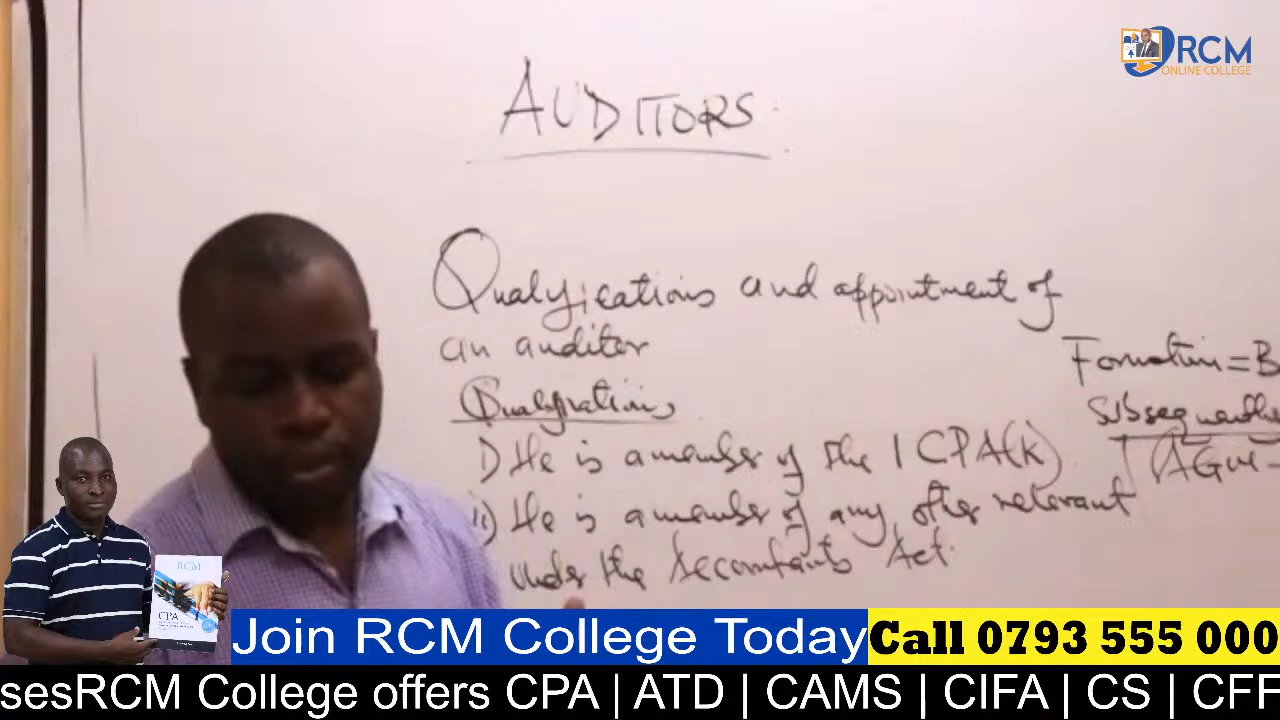 RCM
ONLINE COLLEGE
AUDITORS
Qualifications and appointment of
an auditor
Qualifications
i) He is a member of the ICPA(K)
ii) He is a member of any other relevant
under the Accountants Act.
Formation = B
Subsequently
(AGM -
RCM
CPA
Join RCM College Today
Call 0793 555 000
sesRCM College offers CPA | ATD | CAMS | CIFA | CS | CFF